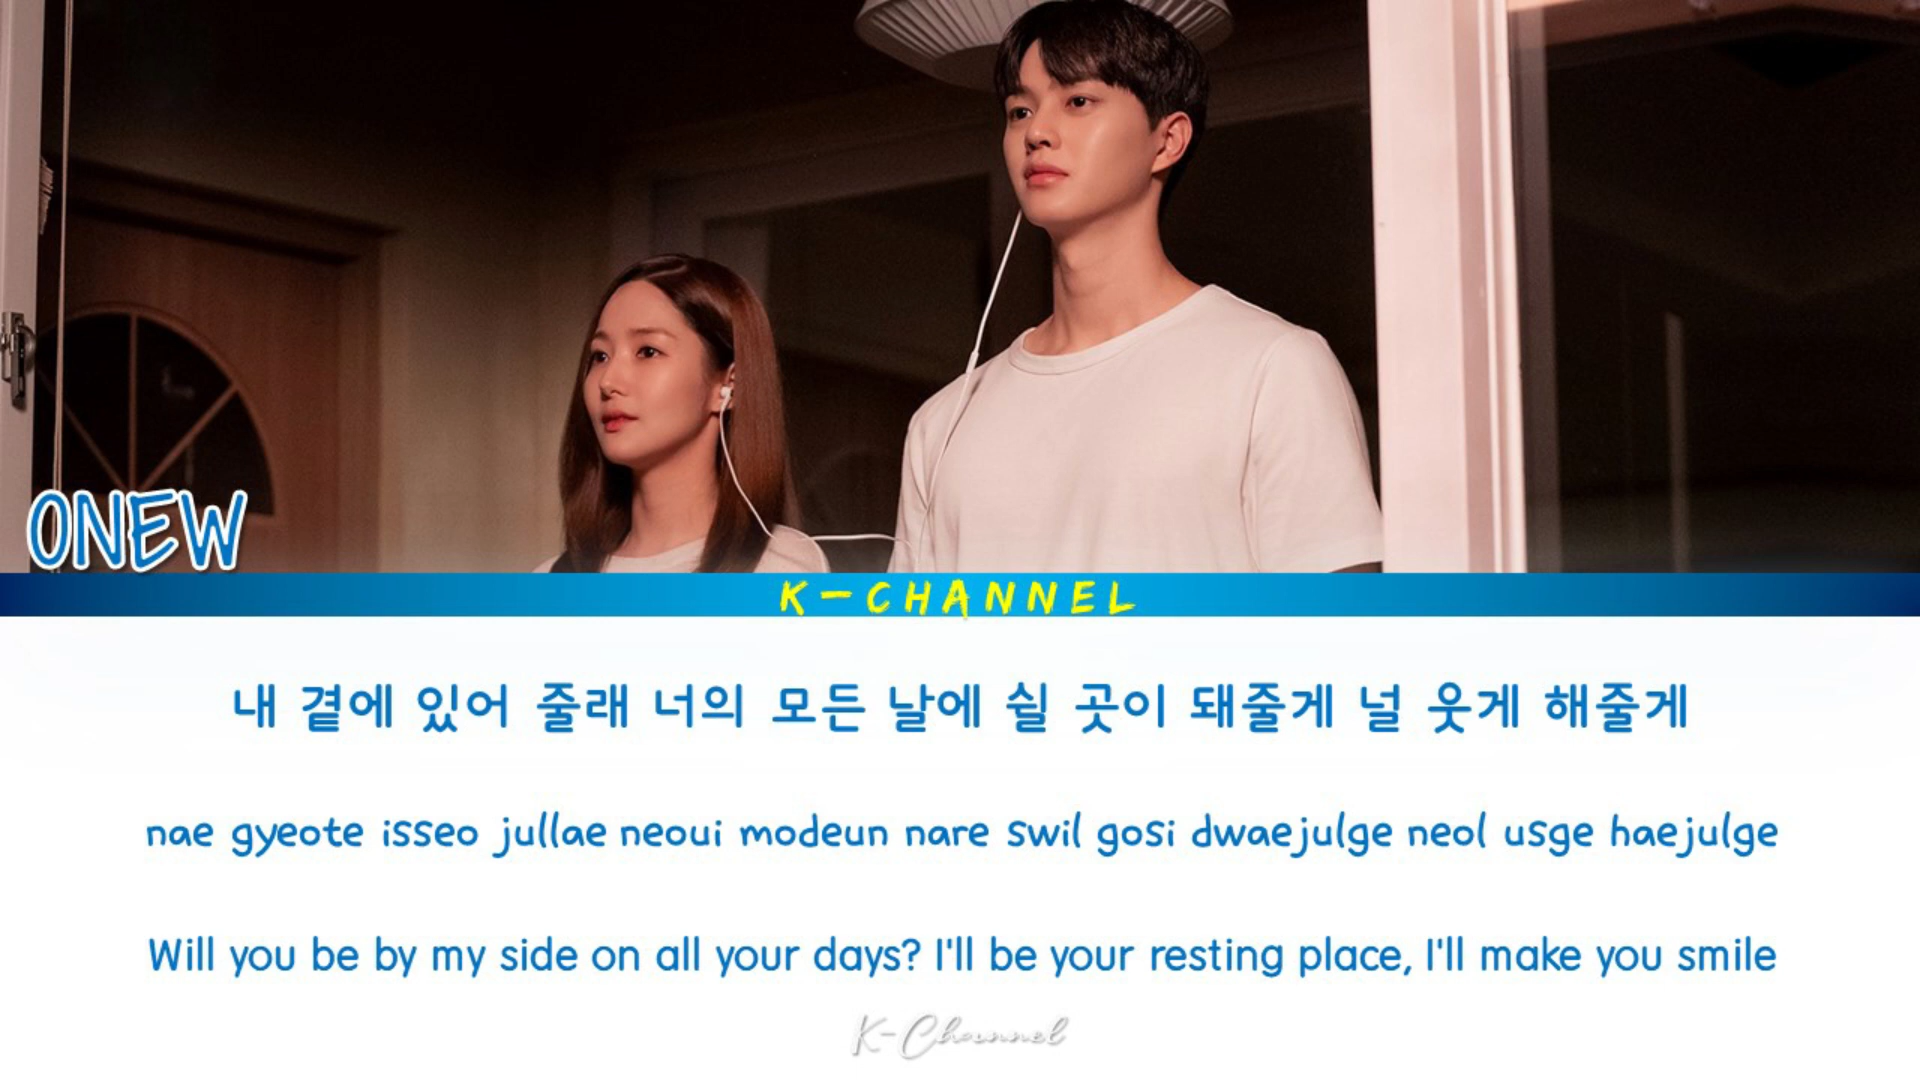 ONEW
K-CHANNEL
내 곁에 있어 줄래 너의 모든 날에 쉴 곳이 돼줄게 널 웃게 해줄게
nae gyeote isseo jullae neoui modeun nare swil gosi dwaejulge neol usge haejulge
Will you be by my side on all your days? I'll be your resting place, I'll make you smile
K-Channel